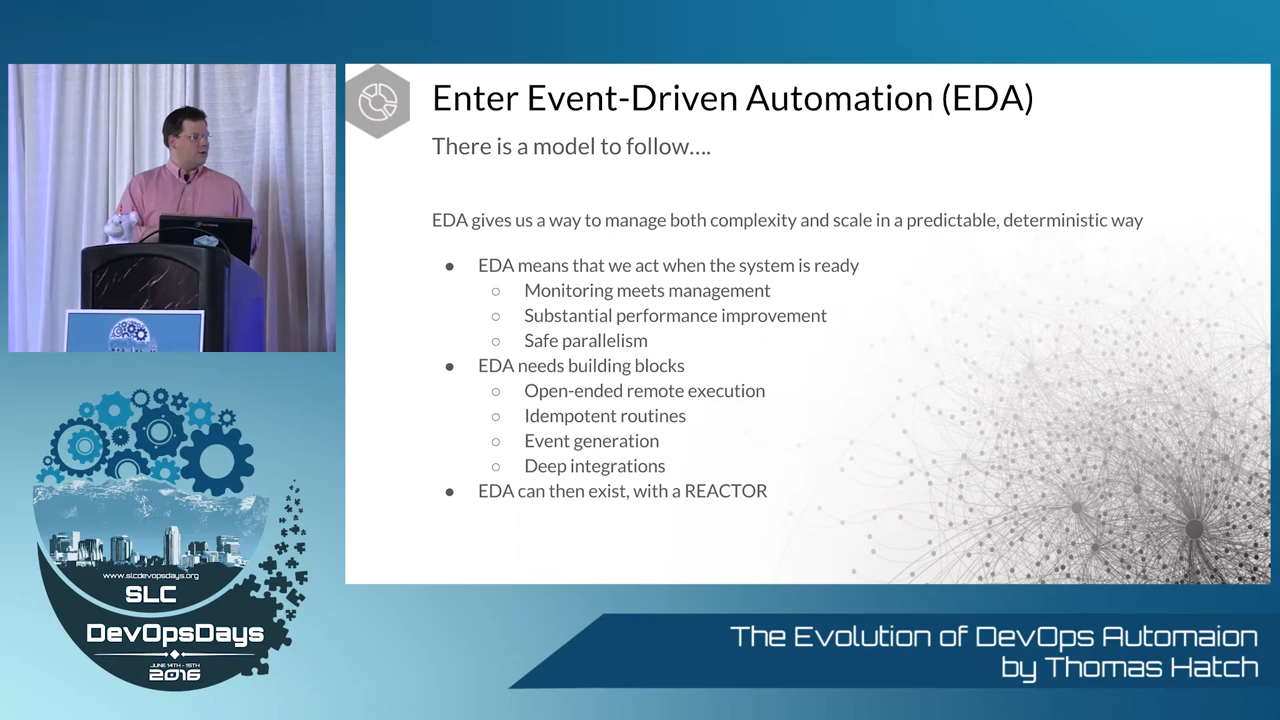 Enter Event-Driven Automation (EDA)
There is a model to follow....
EDA gives us a way to manage both complexity and scale in a predictable, deterministic way
● EDA means that we act when the system is ready
○ Monitoring meets management
○ Substantial performance improvement
○ Safe parallelism
● EDA needs building blocks
○ Open-ended remote execution
○ Idempotent routines
○ Event generation
○ Deep integrations
● EDA can then exist, with a REACTOR
www.slcdevopsdays.org
SLC
DevOpsDays
JUNE 14TH - 15TH
2016
The Evolution of DevOps Automaion
by Thomas Hatch